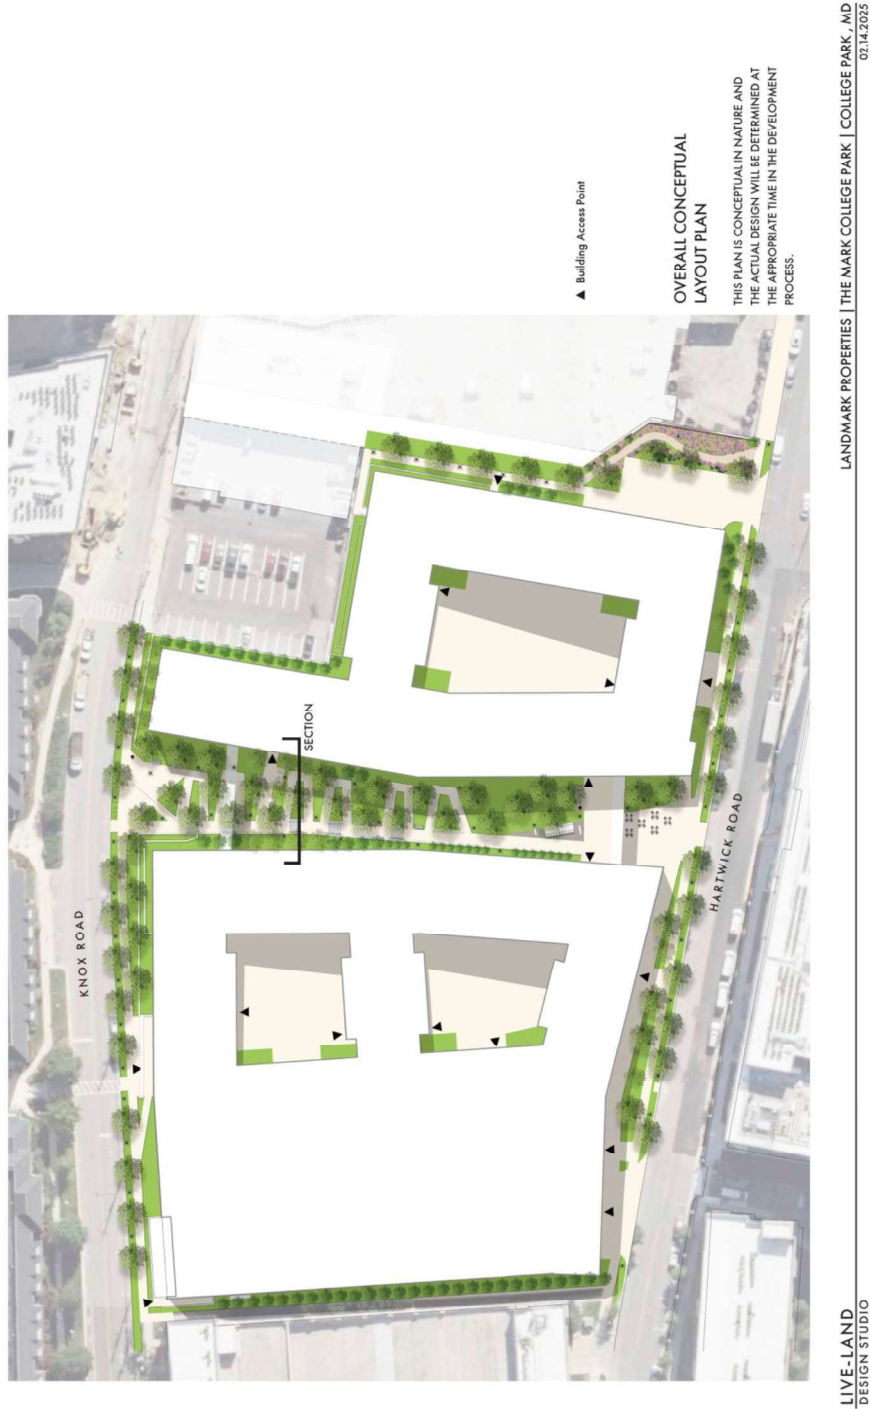 KNOX ROAD
SECTION
HARTWICK ROAD
▲ Building Access Point
OVERALL CONCEPTUAL
LAYOUT PLAN
THIS PLAN IS CONCEPTUAL IN NATURE AND
THE ACTUAL DESIGN WILL BE DETERMINED AT
THE APPROPRIATE TIME IN THE DEVELOPMENT
PROCESS.
LIVE-LAND
DESIGN STUDIO
LANDMARK PROPERTIES | THE MARK COLLEGE PARK | COLLEGE PARK , MD
02.14.2025